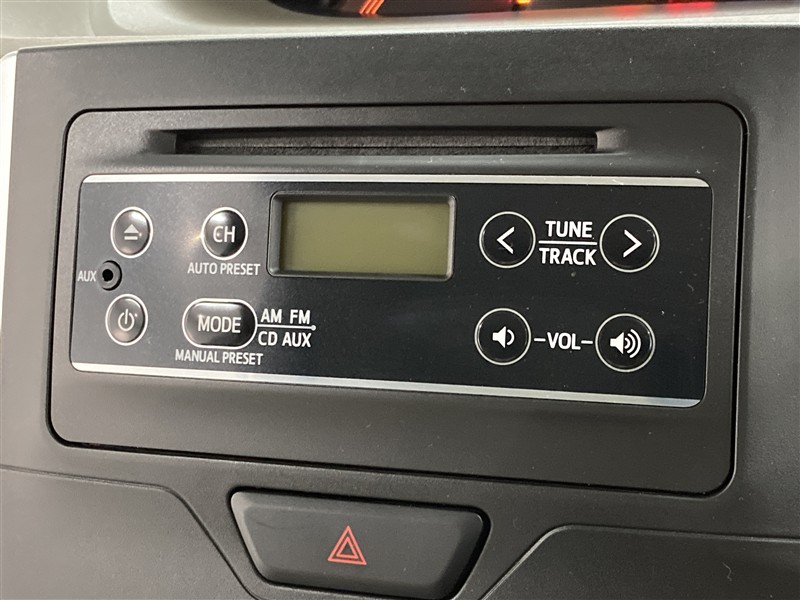 CH
AUTO PRESET
AUX
MODE
AM FM
CD AUX
MANUAL PRESET
TUNE
TRACK
-VOL-